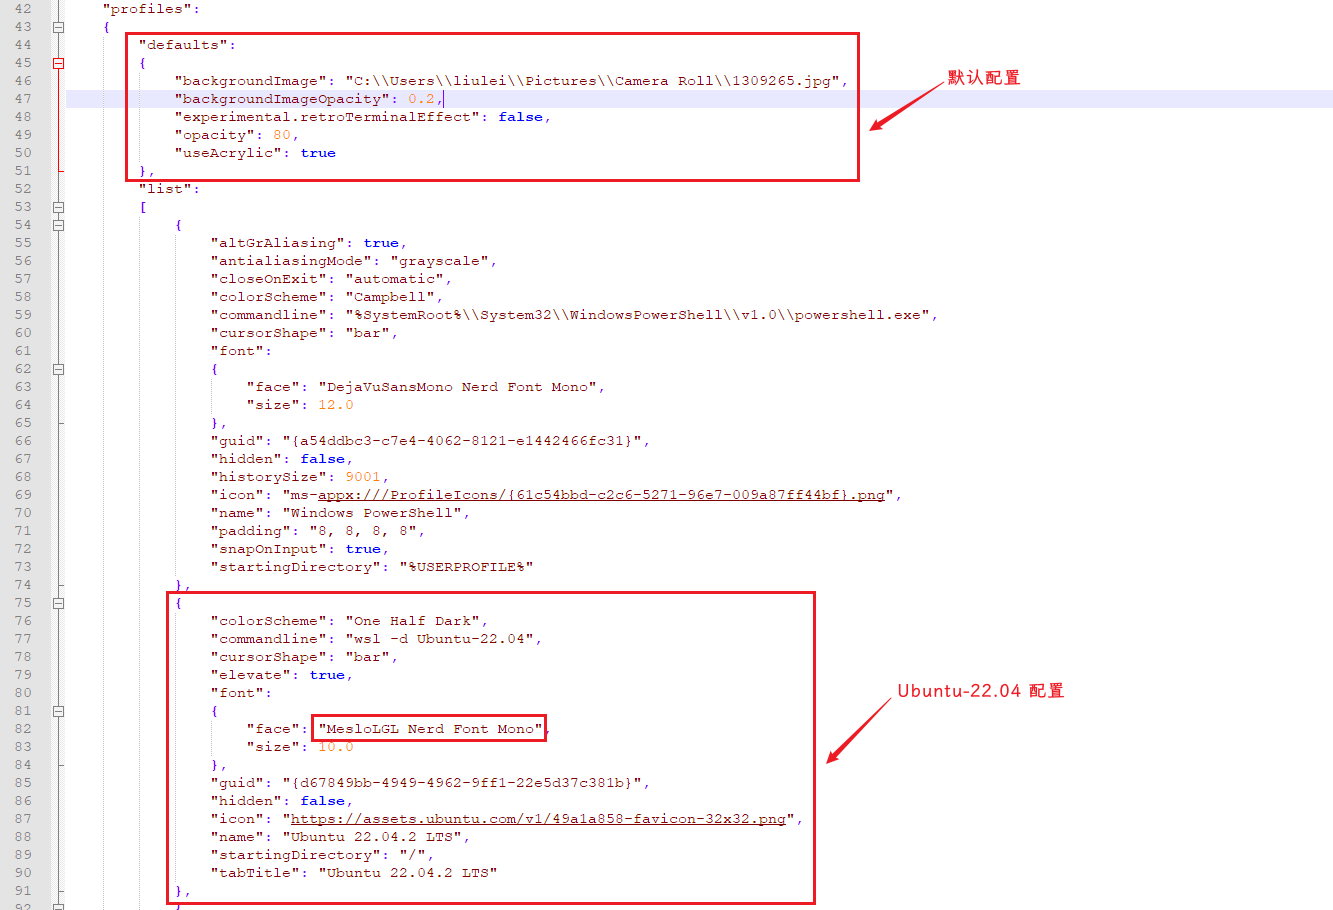 42 "profiles":
43 {
44 "defaults":
45 {
46 "backgroundImage": "C:\\Users\\liulei\\Pictures\\Camera Roll\\1309265.jpg",
默认配置
47 "backgroundImageOpacity": 0.2,
48 "experimental.retroTerminalEffect": false,
49 "opacity": 80,
50 "useAcrylic": true
51 },
52 "list":
53 [
54 {
55 "altGrAliasing": true,
56 "antialiasingMode": "grayscale",
57 "closeOnExit": "automatic",
58 "colorScheme": "Campbell",
59 "commandline": "%SystemRoot%\\System32\\WindowsPowerShell\\v1.0\\powershell.exe",
60 "cursorShape": "bar",
61 "font":
62 {
63 "face": "DejaVuSansMono Nerd Font Mono",
64 "size": 12.0
65 },
66 "guid": "{a54ddbc3-c7e4-4062-8121-e1442466fc31}",
67 "hidden": false,
68 "historySize": 9001,
69 "icon": "ms-appx:///ProfileIcons/{61c54bbd-c2c6-5271-96e7-009a87ff44bf}.png",
70 "name": "Windows PowerShell",
71 "padding": "8, 8, 8, 8",
72 "snapOnInput": true,
73 "startingDirectory": "%USERPROFILE%"
74 },
75 {
76 "colorScheme": "One Half Dark",
77 "commandline": "wsl -d Ubuntu-22.04",
78 "cursorShape": "bar",
79 "elevate": true,
80 "font":
Ubuntu-22.04 配置
81 {
82 "face": "MesloLGL Nerd Font Mono",
83 "size": 10.0
84 },
85 "guid": "{d67849bb-4949-4962-9ff1-22e5d37c381b}",
86 "hidden": false,
87 "icon": "https://assets.ubuntu.com/v1/49a1a858-favicon-32x32.png",
88 "name": "Ubuntu 22.04.2 LTS",
89 "startingDirectory": "/",
90 "tabTitle": "Ubuntu 22.04.2 LTS"
91 },
92